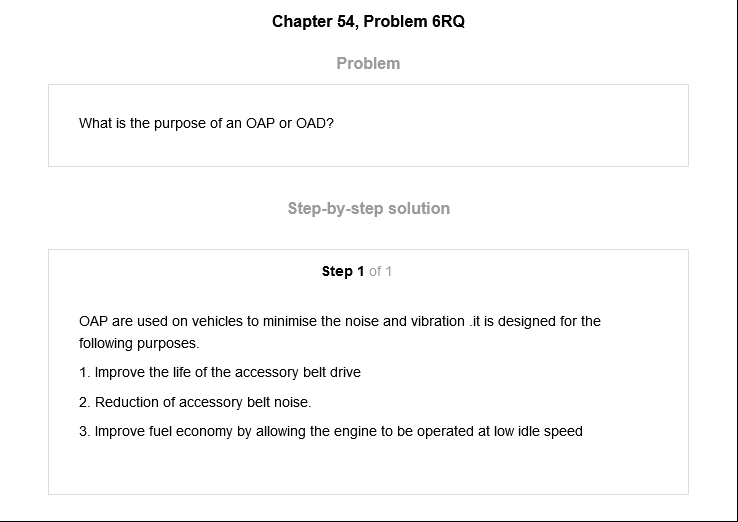 Chapter 54, Problem 6RQ
Problem
What is the purpose of an OAP or OAD?
Step-by-step solution
Step 1 of 1
OAP are used on vehicles to minimise the noise and vibration .it is designed for the
following purposes.
1. Improve the life of the accessory belt drive
2. Reduction of accessory belt noise.
3. Improve fuel economy by allowing the engine to be operated at low idle speed